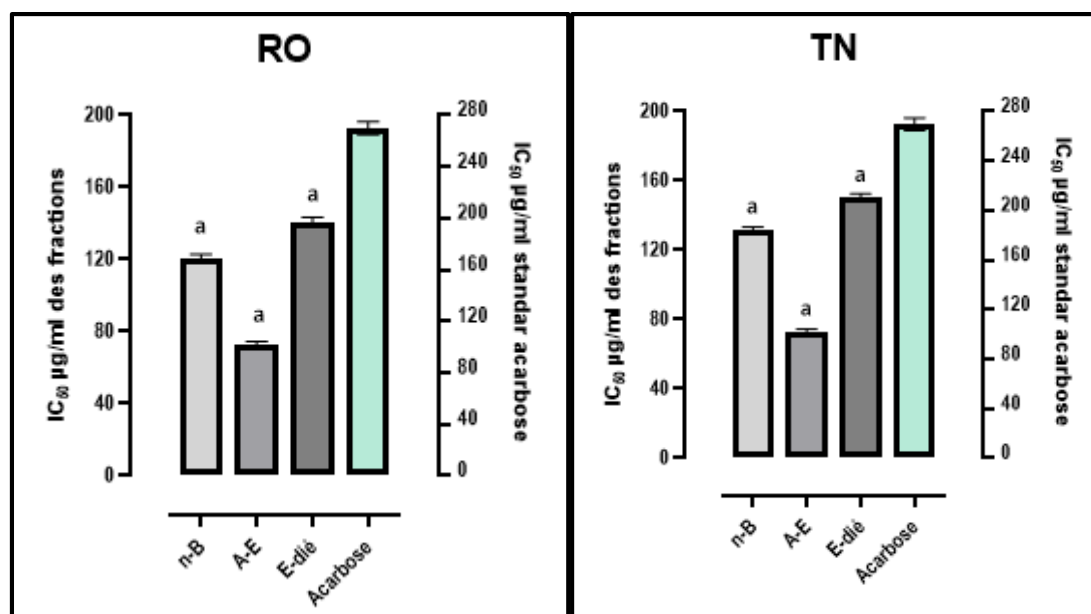 RO
IC₅₀ µg/ml des fractions
200
160
120
80
40
0
a
a
a
280
240
200
160
120
80
40
0
IC₅₀ µg/ml standar acarbose
n-B
A-E
E-dié
Acarbose
TN
IC₅₀ µg/ml des fractions
200
160
120
80
40
0
a
a
a
280
240
200
160
120
80
40
0
IC₅₀ µg/ml standar acarbose
n-B
A-E
E-dié
Acarbose